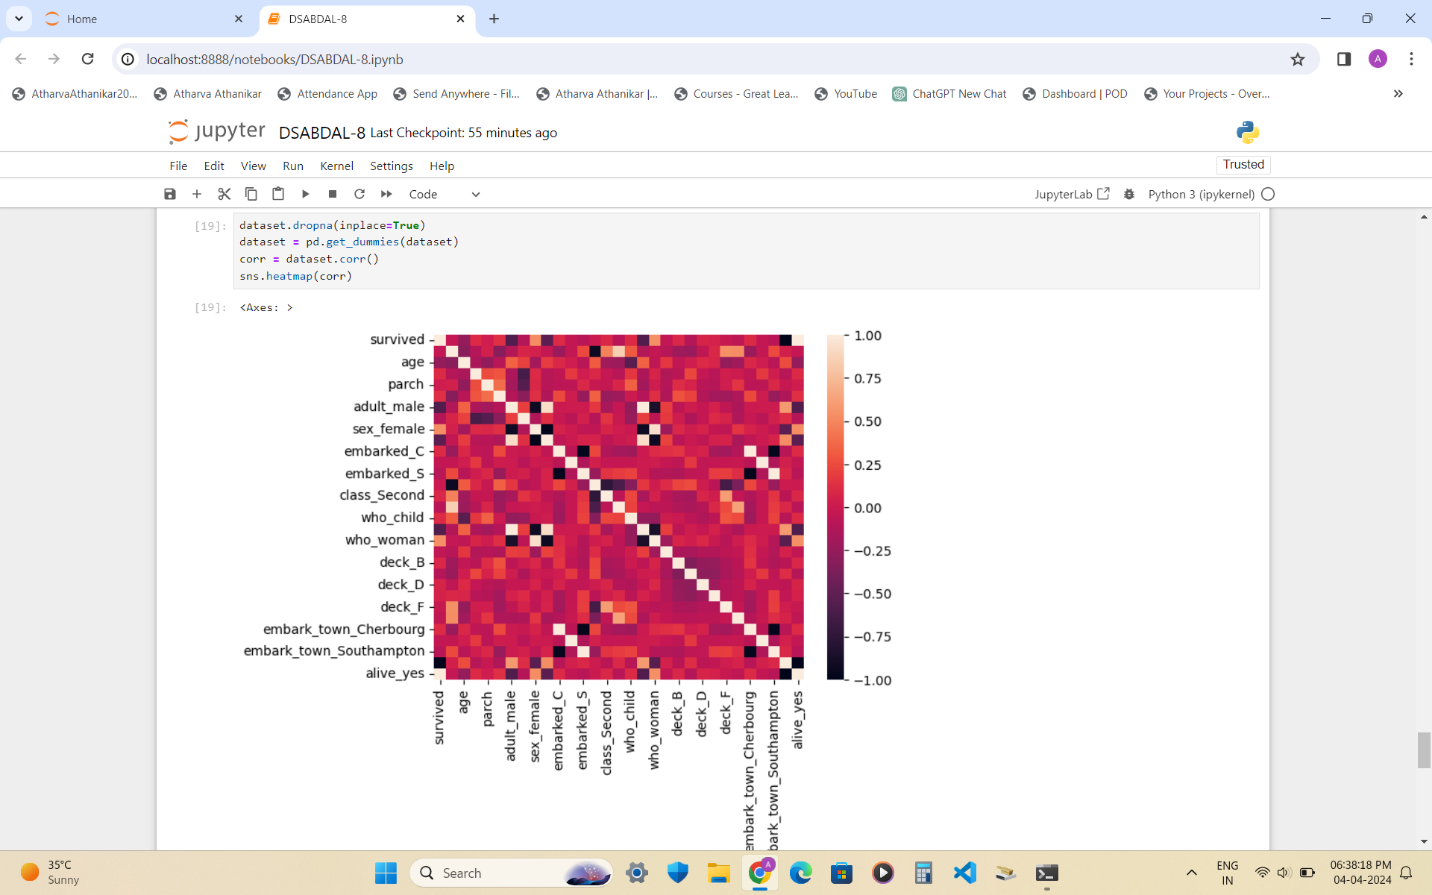 Home
DSABDAL-8
localhost:8888/notebooks/DSABDAL-8.ipynb
A
AtharvaAthanikar20...
Atharva Athanikar
Attendance App
Send Anywhere - Fil...
Atharva Athanikar |...
Courses - Great Lea...
YouTube
ChatGPT New Chat
Dashboard | POD
Your Projects - Over...
jupyter DSABDAL-8 Last Checkpoint: 55 minutes ago
File Edit View Run Kernel Settings Help
Trusted
Code
JupyterLab
Python 3 (ipykernel)
[19]: dataset.dropna(inplace=True)
dataset = pd.get_dummies(dataset)
corr = dataset.corr()
sns.heatmap(corr)
[19]: <Axes: >
survived
age
parch
adult_male
sex_female
embarked_C
embarked_S
class_Second
who_child
who_woman
deck_B
deck_D
deck_F
embark_town_Cherbourg
embark_town_Southampton
alive_yes
1.00
0.75
0.50
0.25
0.00
−0.25
−0.50
−0.75
−1.00
survived
age
parch
adult_male
sex_female
embarked_C
embarked_S
class_Second
who_child
who_woman
deck_B
deck_D
deck_F
embark_town_Cherbourg
bark_town_Southampton
alive_yes
35°C
Sunny
Search
A
ENG
IN
06:38:18 PM
04-04-2024